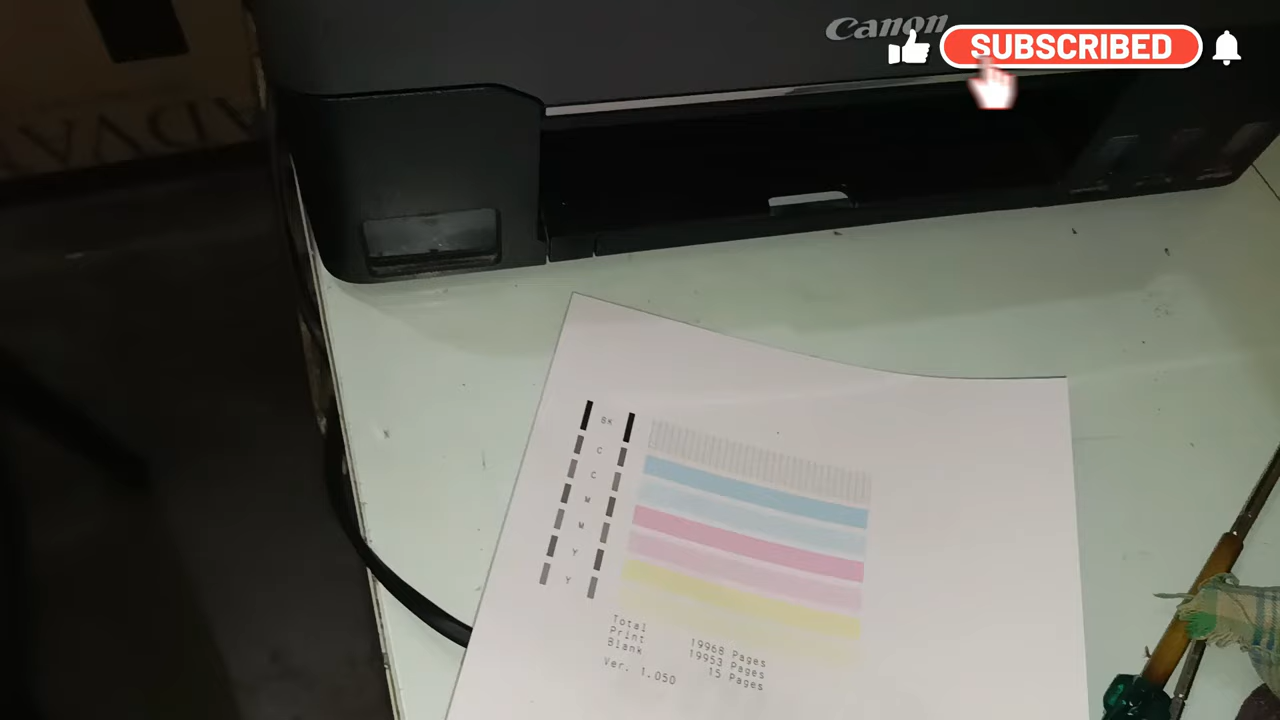 Canon
SUBSCRIBED
BK
C
C
M
M
Y
Y
Total 19968 Pages
Print 19953 Pages
Blank 15 Pages
Ver. 1.050